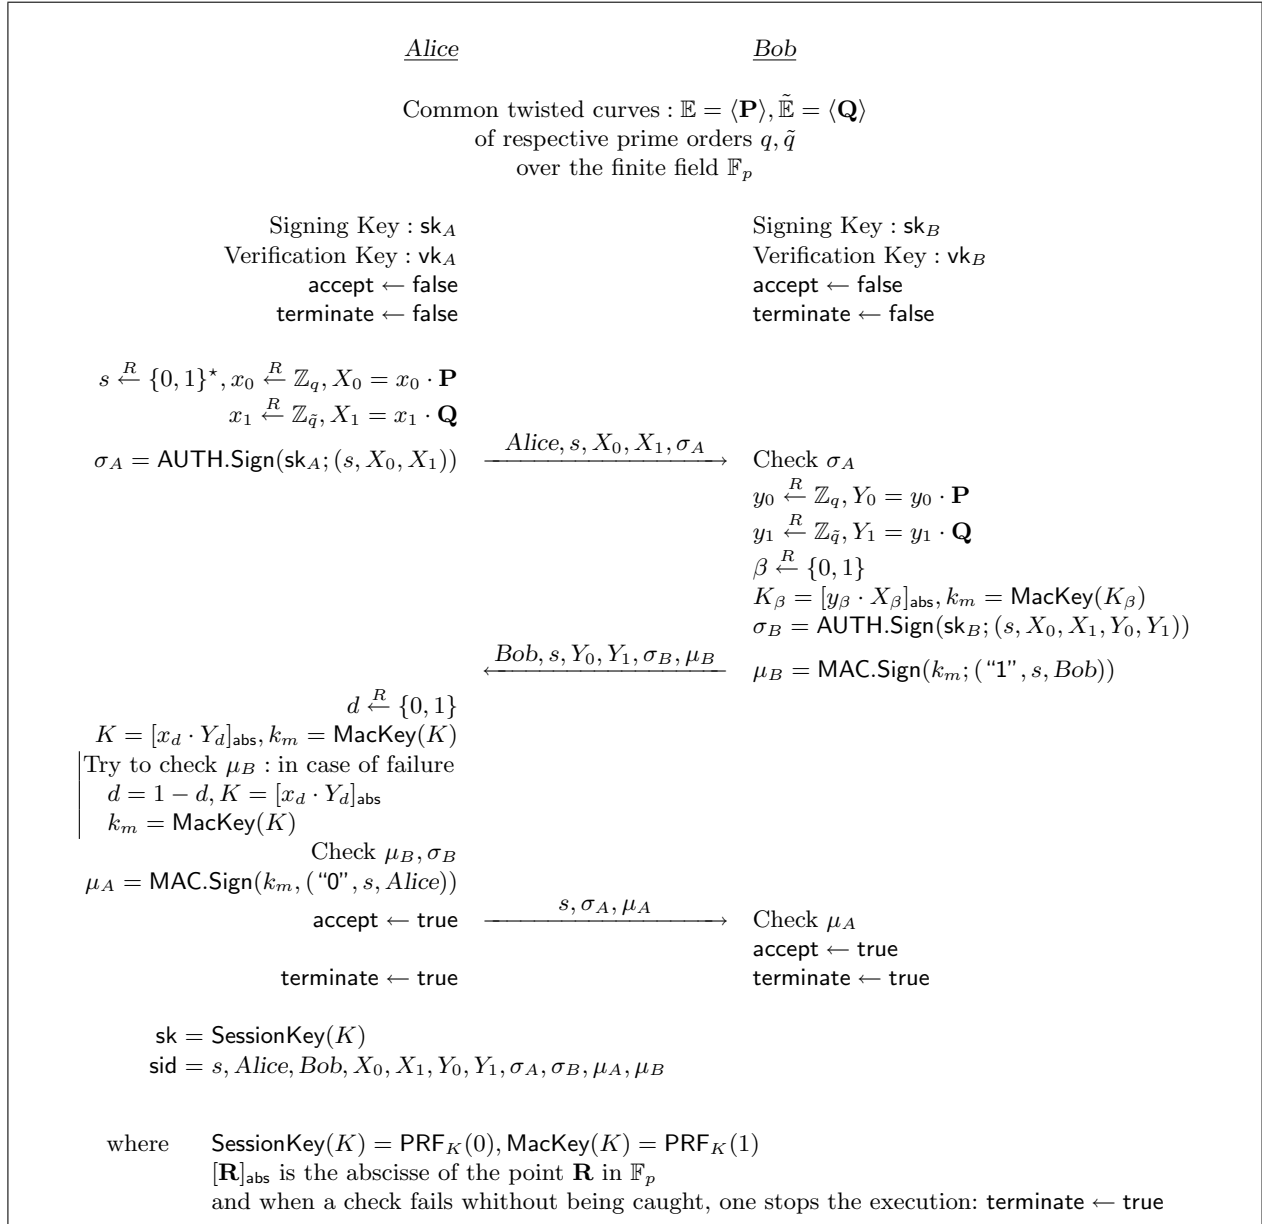 Alice Bob
Common twisted curves : 𝔼 = ⟨P⟩, 𝔼̃ = ⟨Q⟩
of respective prime orders q, q̃
over the finite field 𝔽_p
Signing Key : sk_A Signing Key : sk_B
Verification Key : vk_A Verification Key : vk_B
accept ← false accept ← false
terminate ← false terminate ← false
s ←^R {0, 1}^⋆, x_0 ←^R ℤ_q, X_0 = x_0 · P
x_1 ←^R ℤ_q̃, X_1 = x_1 · Q
σ_A = AUTH.Sign(sk_A; (s, X_0, X_1)) Alice, s, X_0, X_1, σ_A → Check σ_A
y_0 ←^R ℤ_q, Y_0 = y_0 · P
y_1 ←^R ℤ_q̃, Y_1 = y_1 · Q
β ←^R {0, 1}
K_β = [y_β · X_β]_abs, k_m = MacKey(K_β)
σ_B = AUTH.Sign(sk_B; (s, X_0, X_1, Y_0, Y_1))
Bob, s, Y_0, Y_1, σ_B, μ_B ← μ_B = MAC.Sign(k_m; (“1”, s, Bob))
d ←^R {0, 1}
K = [x_d · Y_d]_abs, k_m = MacKey(K)
Try to check μ_B : in case of failure
d = 1 − d, K = [x_d · Y_d]_abs
k_m = MacKey(K)
Check μ_B, σ_B
μ_A = MAC.Sign(k_m, (“0”, s, Alice))
accept ← true s, σ_A, μ_A → Check μ_A
accept ← true
terminate ← true terminate ← true
sk = SessionKey(K)
sid = s, Alice, Bob, X_0, X_1, Y_0, Y_1, σ_A, σ_B, μ_A, μ_B
where SessionKey(K) = PRF_K(0), MacKey(K) = PRF_K(1)
[R]_abs is the abscisse of the point R in 𝔽_p
and when a check fails whithout being caught, one stops the execution: terminate ← true